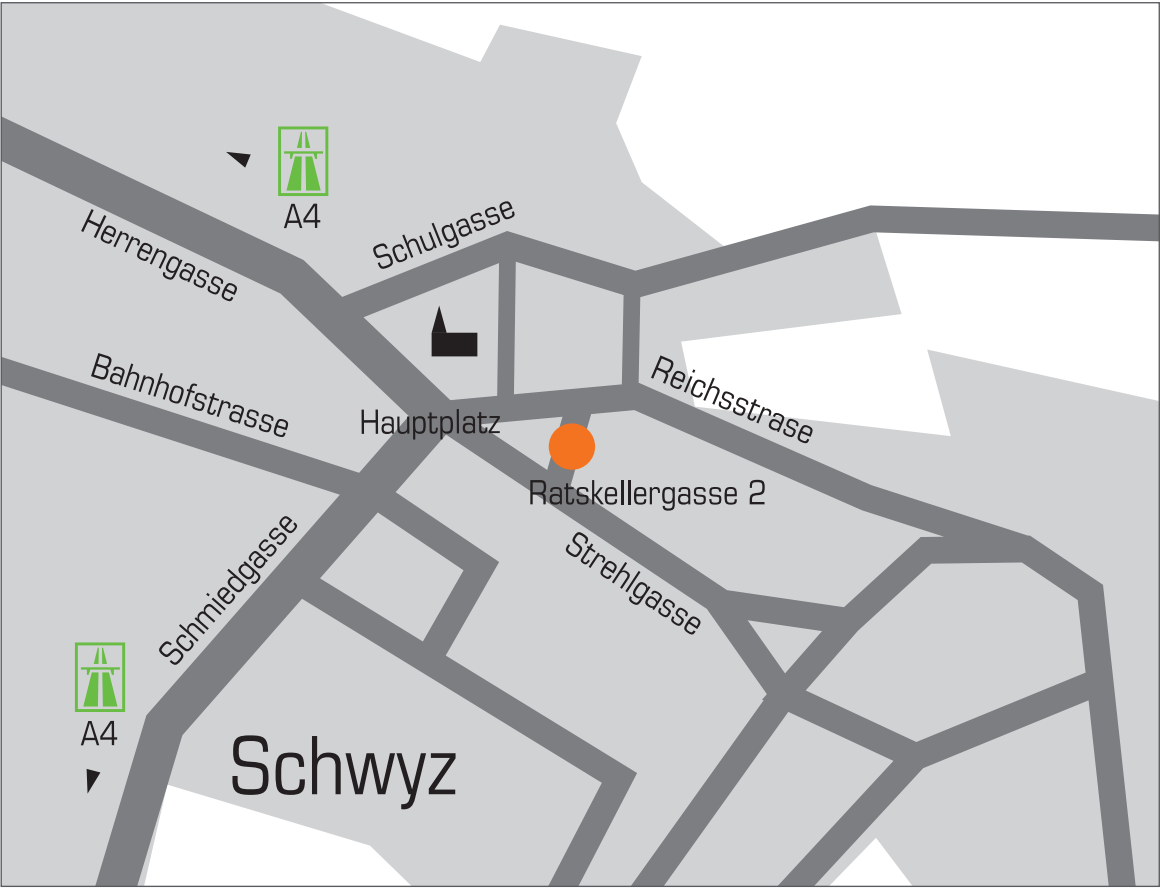 A4
Schulgasse
Herrengasse
Bahnhofstrasse
Reichsstrase
Hauptplatz
Ratskellergasse 2
Schmiedgasse
Strehlgasse
A4
Schwyz